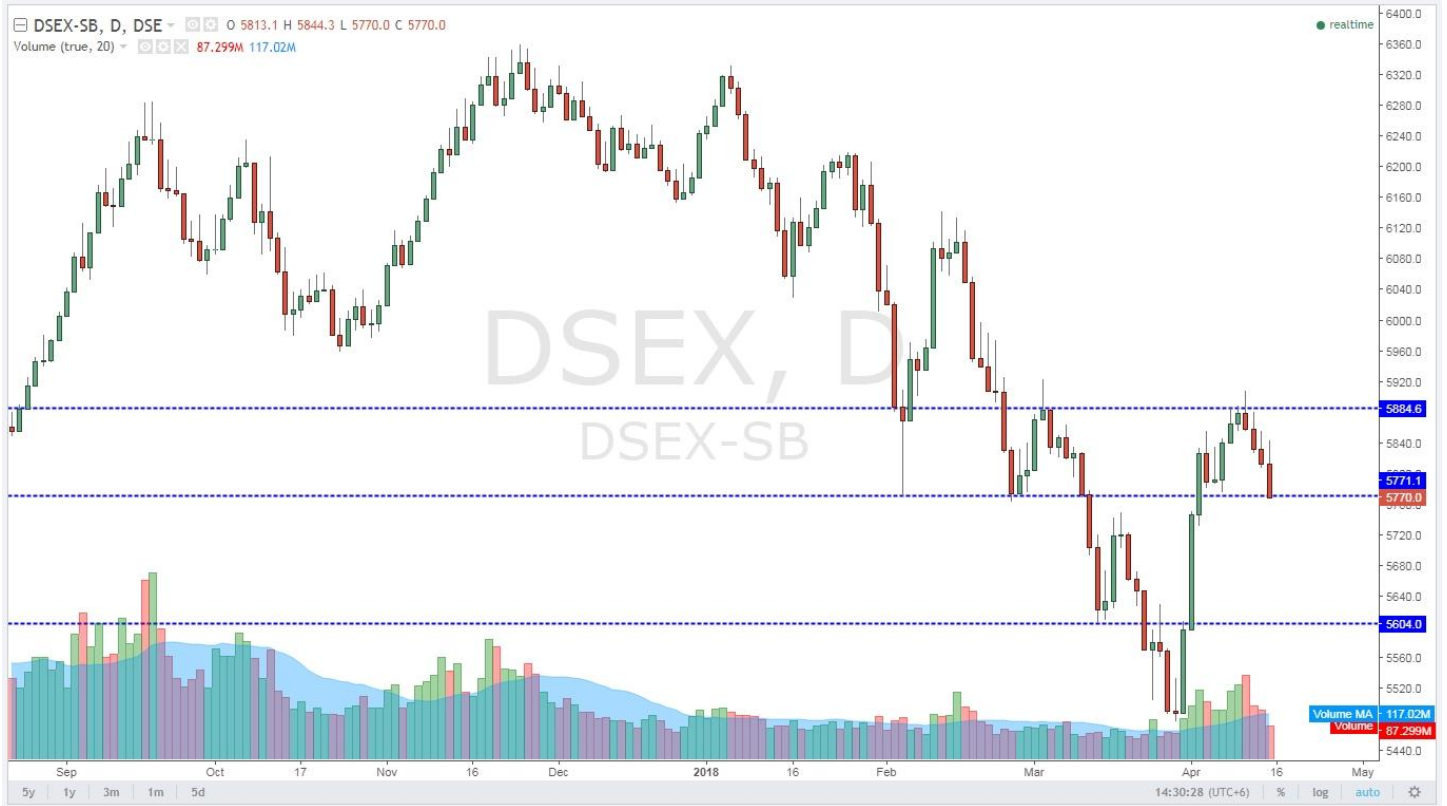 DSEX-SB, D, DSE O 5813.1 H 5844.3 L 5770.0 C 5770.0
Volume (true, 20) 87.299M 117.02M
realtime
DSEX, D
DSEX-SB
6400.0
6360.0
6320.0
6280.0
6240.0
6200.0
6160.0
6120.0
6080.0
6040.0
6000.0
5960.0
5920.0
5884.6
5840.0
5771.1
5770.0
5720.0
5680.0
5640.0
5604.0
5560.0
5520.0
Volume MA 117.02M
Volume 87.299M
5440.0
Sep Oct 17 Nov 16 Dec 2018 16 Feb Mar Apr 16 May
5y 1y 3m 1m 5d 14:30:28 (UTC+6) % log auto